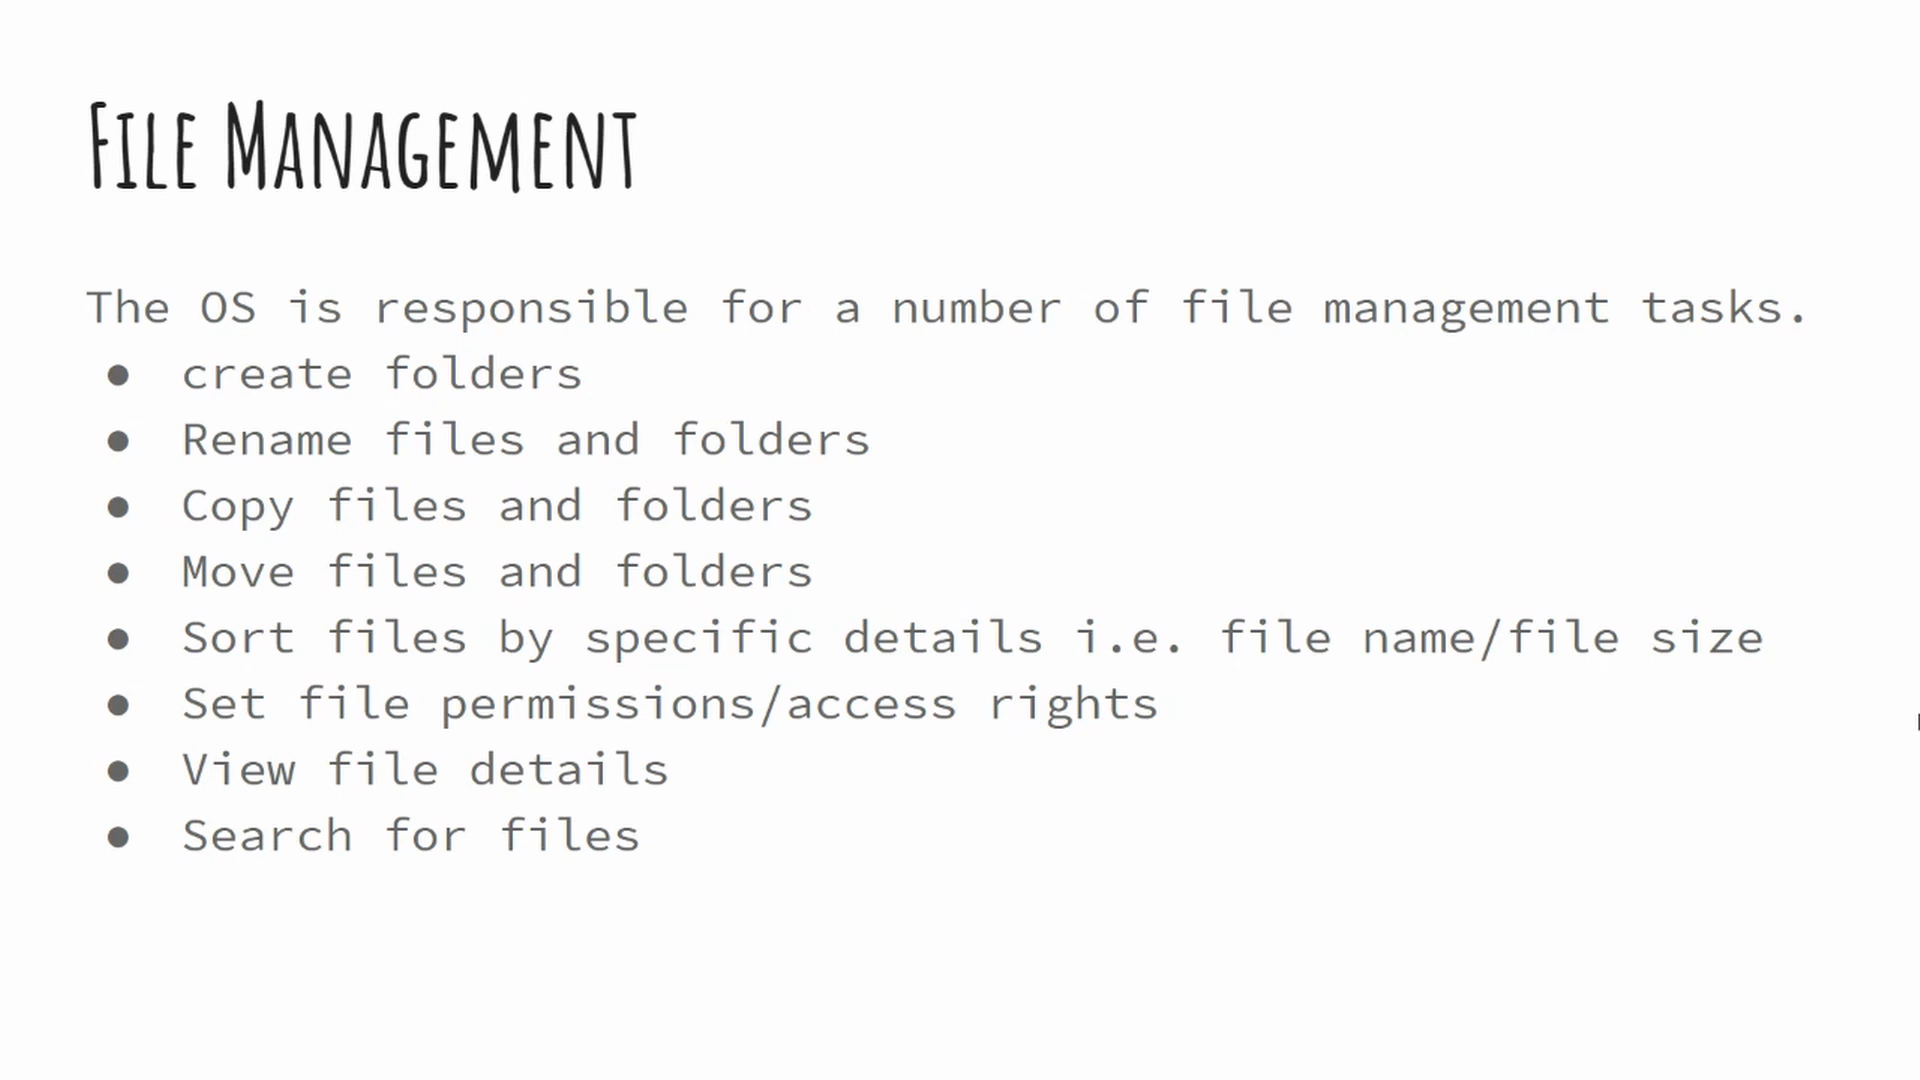 File Management
The OS is responsible for a number of file management tasks.
● create folders
● Rename files and folders
● Copy files and folders
● Move files and folders
● Sort files by specific details i.e. file name/file size
● Set file permissions/access rights
● View file details
● Search for files